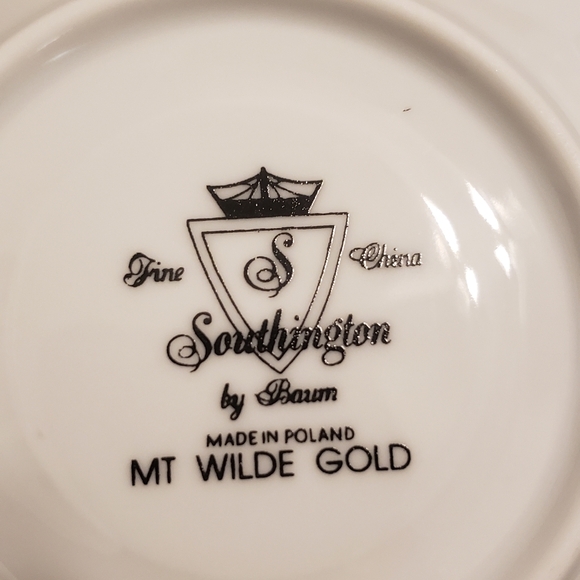 S
Fine China
Southington
by Baum
MADE IN POLAND
MT WILDE GOLD